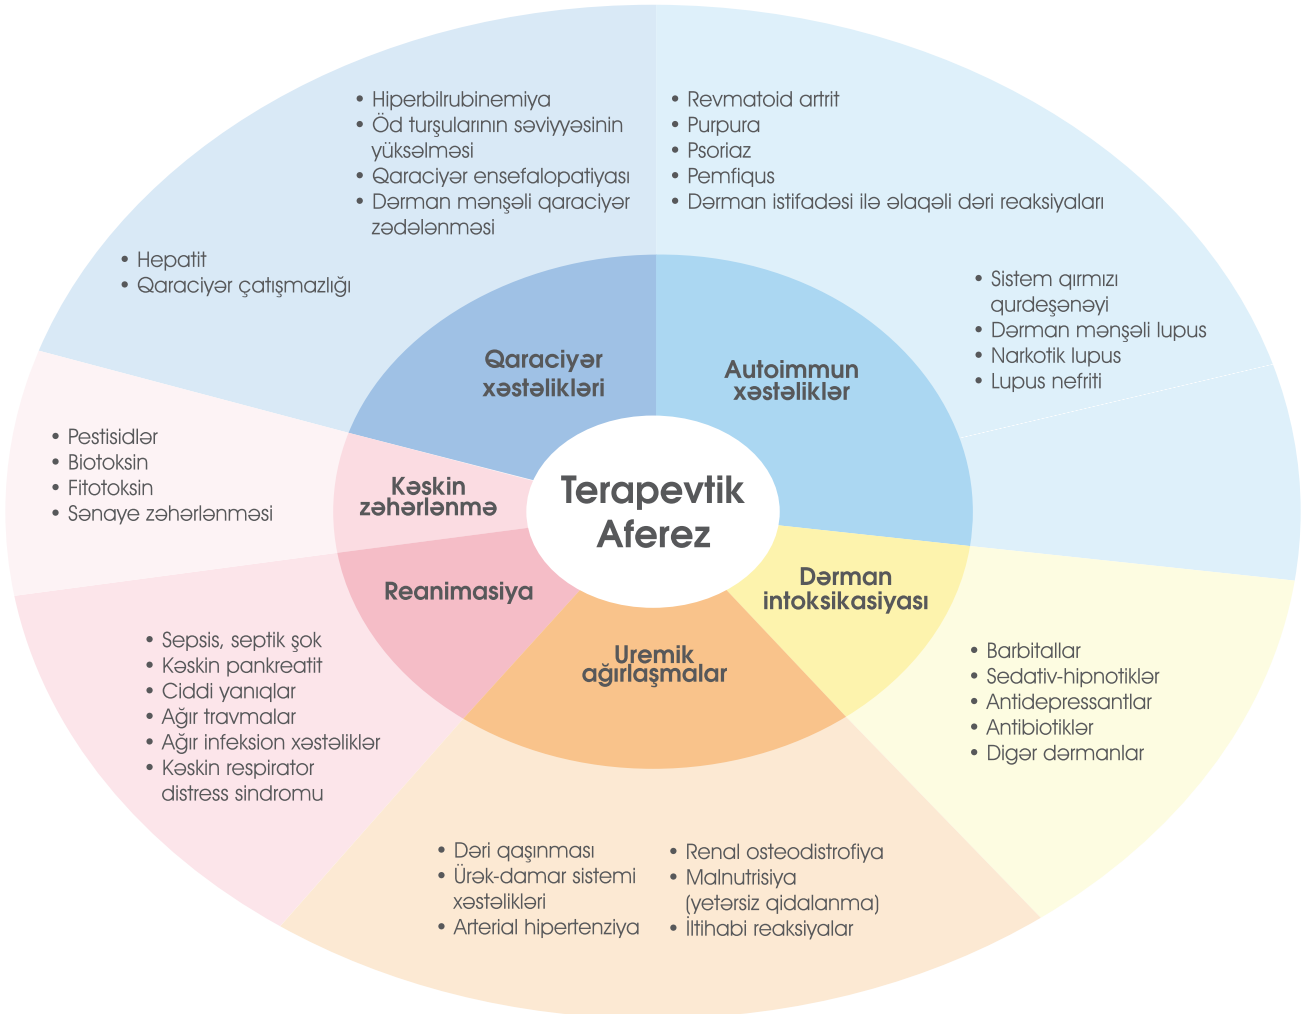 Terapevtik
Aferez
Qaraciyər
xəstəlikləri
• Hiperbilrubinemiya
• Öd turşularının səviyyəsinin
yüksəlməsi
• Qaraciyər ensefalopatiyası
• Dərman mənşəli qaraciyər
zədələnməsi
• Hepatit
• Qaraciyər çatışmazlığı
Autoimmun
xəstəliklər
• Revmatoid artrit
• Purpura
• Psoriaz
• Pemfiqus
• Dərman istifadəsi ilə əlaqəli dəri reaksiyaları
• Sistem qırmızı
qurdeşənəyi
• Dərman mənşəli lupus
• Narkotik lupus
• Lupus nefriti
Dərman
intoksikasiyası
• Barbitallar
• Sedativ-hipnotiklər
• Antidepressantlar
• Antibiotiklər
• Digər dərmanlar
Uremik
ağırlaşmalar
• Dəri qaşınması
• Ürək-damar sistemi
xəstəlikləri
• Arterial hipertenziya
• Renal osteodistrofiya
• Malnutrisiya
(yetərsiz qidalanma)
• İltihabi reaksiyalar
Reanimasiya
• Sepsis, septik şok
• Kəskin pankreatit
• Ciddi yanıqlar
• Ağır travmalar
• Ağır infeksion xəstəliklər
• Kəskin respirator
distress sindromu
Kəskin
zəhərlənmə
• Pestisidlər
• Biotoksin
• Fitotoksin
• Sənaye zəhərlənməsi